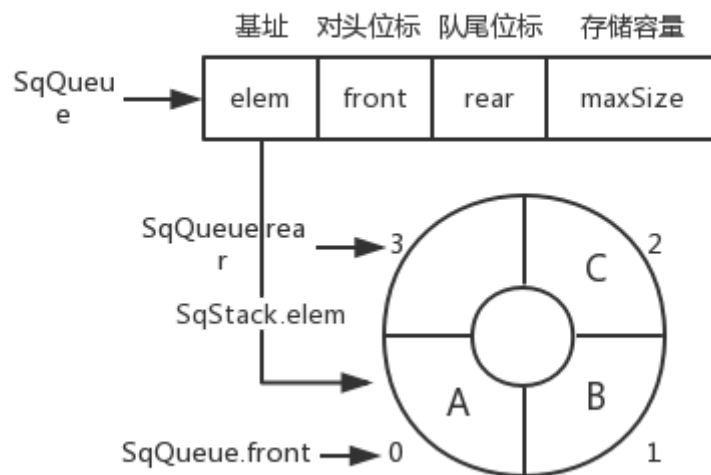 基址 对头位标 队尾位标 存储容量
SqQueu
e
elem front rear maxSize
SqQueue.rea
r
3
2
C
SqStack.elem
A
B
SqQueue.front
0
1